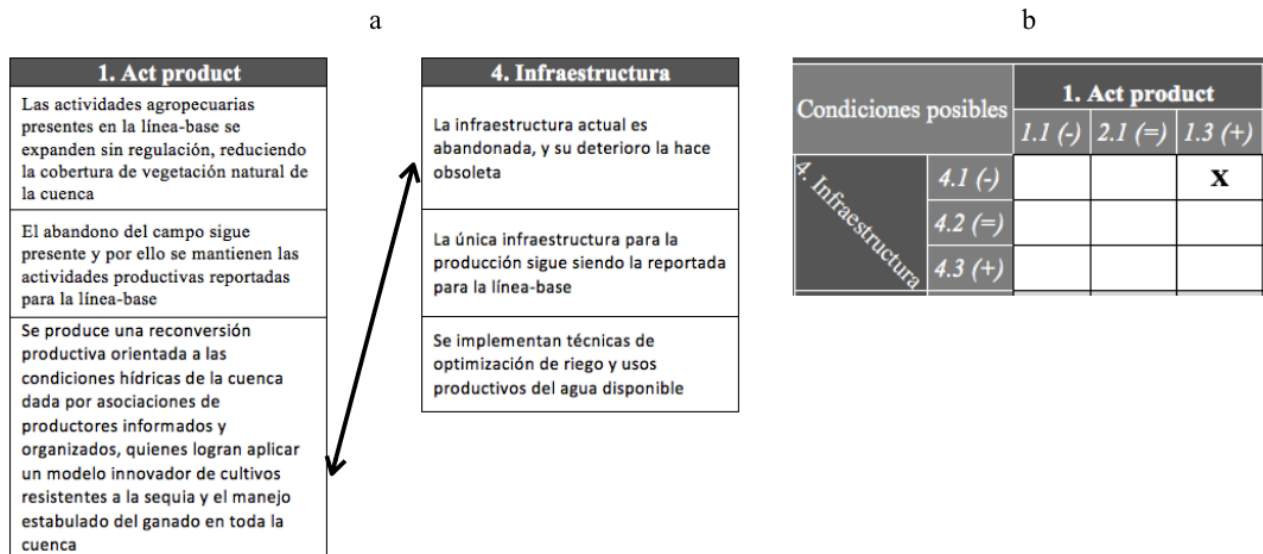 a
1. Act product
Las actividades agropecuarias
presentes en la línea-base se
expanden sin regulación, reduciendo
la cobertura de vegetación natural de
la cuenca
El abandono del campo sigue
presente y por ello se mantienen las
actividades productivas reportadas
para la línea-base
Se produce una reconversión
productiva orientada a las
condiciones hídricas de la cuenca
dada por asociaciones de
productores informados y
organizados, quienes logran aplicar
un modelo innovador de cultivos
resistentes a la sequia y el manejo
estabulado del ganado en toda la
cuenca
4. Infraestructura
La infraestructura actual es
abandonada, y su deterioro la hace
obsoleta
La única infraestructura para la
producción sigue siendo la reportada
para la línea-base
Se implementan técnicas de
optimización de riego y usos
productivos del agua disponible
b
Condiciones posibles
1. Act product
1.1 (-) 2.1 (=) 1.3 (+)
4. Infraestructura
4.1 (-) X
4.2 (=)
4.3 (+)